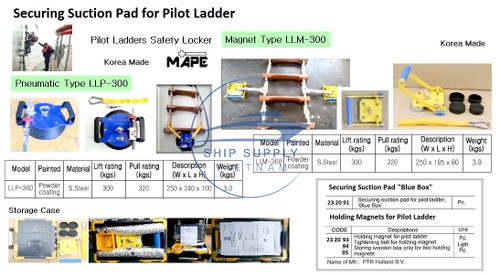 Securing Suction Pad for Pilot Ladder
Pilot Ladders Safety Locker
Magnet Type LLM-300
Korea Made
Korea Made
MAPE
Pneumatic Type LLP-300
SHIP SUPPLY
VIETNAM
Model Painted Material Lift rating (kgs) Pull rating (kgs) Description (W x L x H) Weight (kgs)
LLM-300 Powder coating S.Steel 300 320 250 x 195 x 80 3.9
Model Painted Material Lift rating (kgs) Pull rating (kgs) Description (W x L x H) Weight (kgs)
LLP-300 Powder coating S.Steel 300 320 250 x 240 x 100 3.0
Storage Case
Securing Suction Pad "Blue Box"
23 20 91 Securing suction pad for pilot ladder, 'Blue Box' Pc.
Holding Magnets for Pilot Ladder
CODE Descriptions Unit
23 20 93 Holding magnet for pilot ladder Pc.
94 Tightening belt for holding magnet Lgth
95 Storing wooden box only for two holding magnets Pc.
Name of Mfr.: PTR Holland B.V.